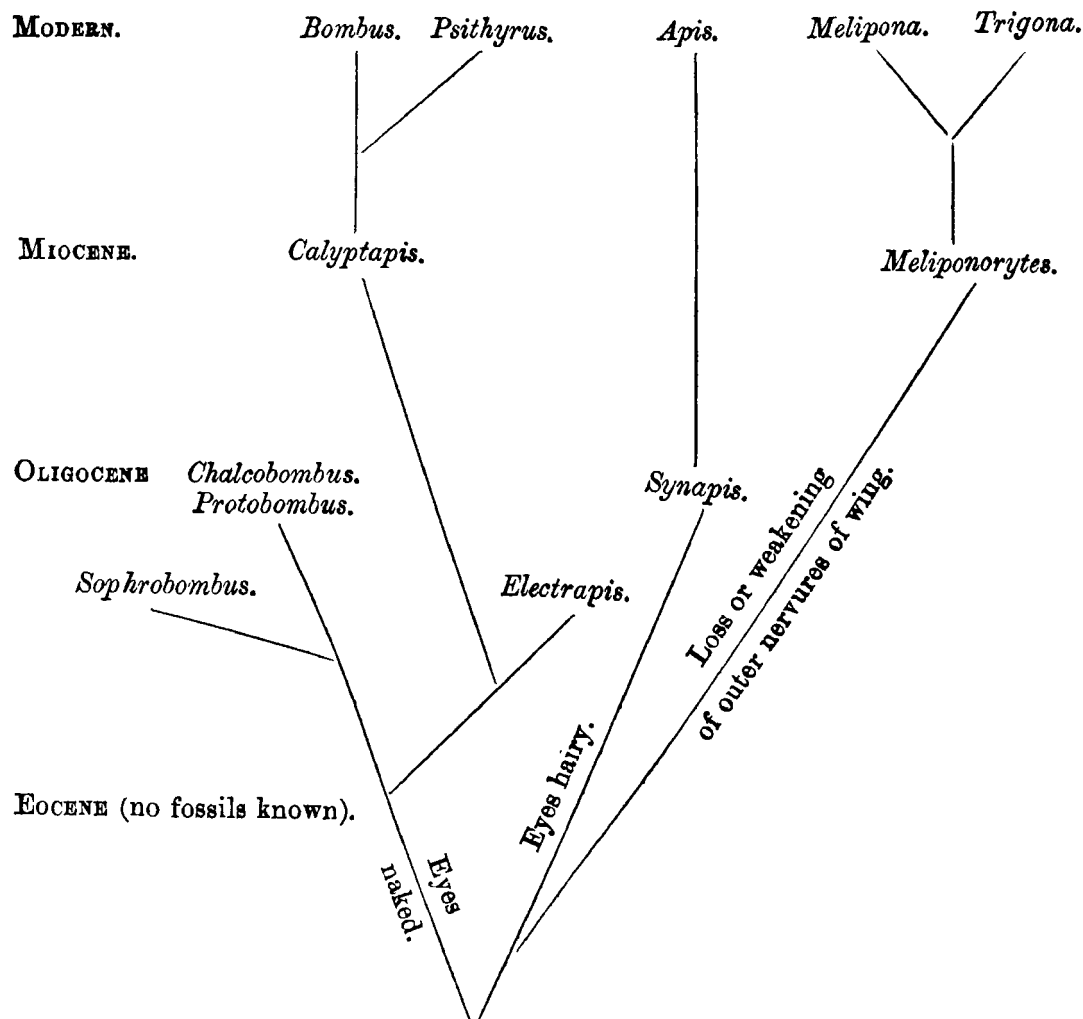 MODERN. Bombus. Psithyrus. Apis. Melipona. Trigona.
MIOCENE. Calyptapis. Meliponorytes.
OLIGOCENE Chalcobombus. Synapis.
Protobombus.
Sophrobombus. Electrapis.
Loss or weakening
of outer nervures of wing.
Eyes hairy.
EOCENE (no fossils known).
Eyes
naked.